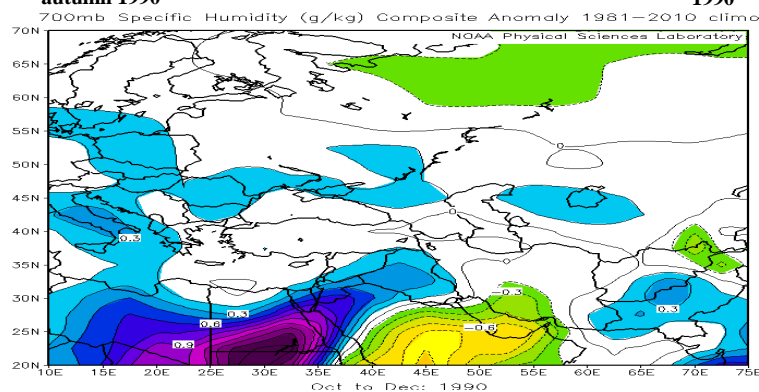 autumn 1990 1990
700mb Specific Humidity (g/kg) Composite Anomaly 1981−2010 climo
NOAA Physical Sciences Laboratory
70N
65N
60N
55N
50N
45N
40N
35N
30N
25N
20N
0
0
0
0
0.3
−0.3
0.3
0.3
0.6
−0.6
0.9
10E 15E 20E 25E 30E 35E 40E 45E 50E 55E 60E 65E 70E 75E
Oct to Dec: 1990